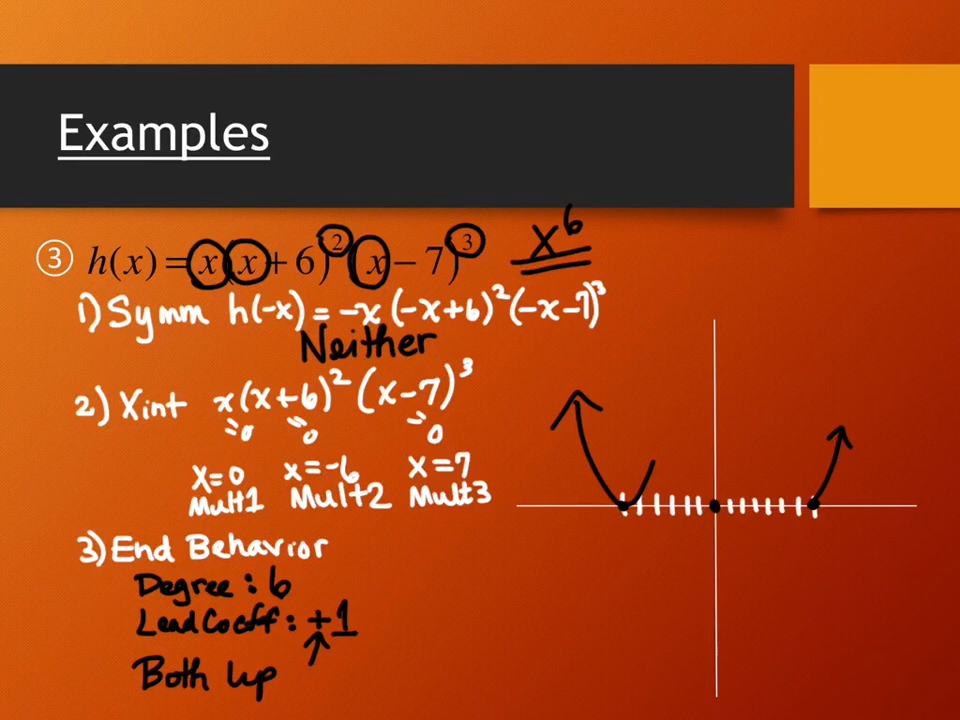 Examples
③ h(x) = x(x + 6)² (x − 7)³ x⁶
1) Symm h(-x) = -x(-x+6)²(-x-7)³
Neither
2) Xint x(x+6)²(x-7)³
=0 =0 =0
x=0 x=-6 x=7
Mult1 Mult2 Mult3
3) End Behavior
Degree: 6
Lead Coeff: +1
Both Up